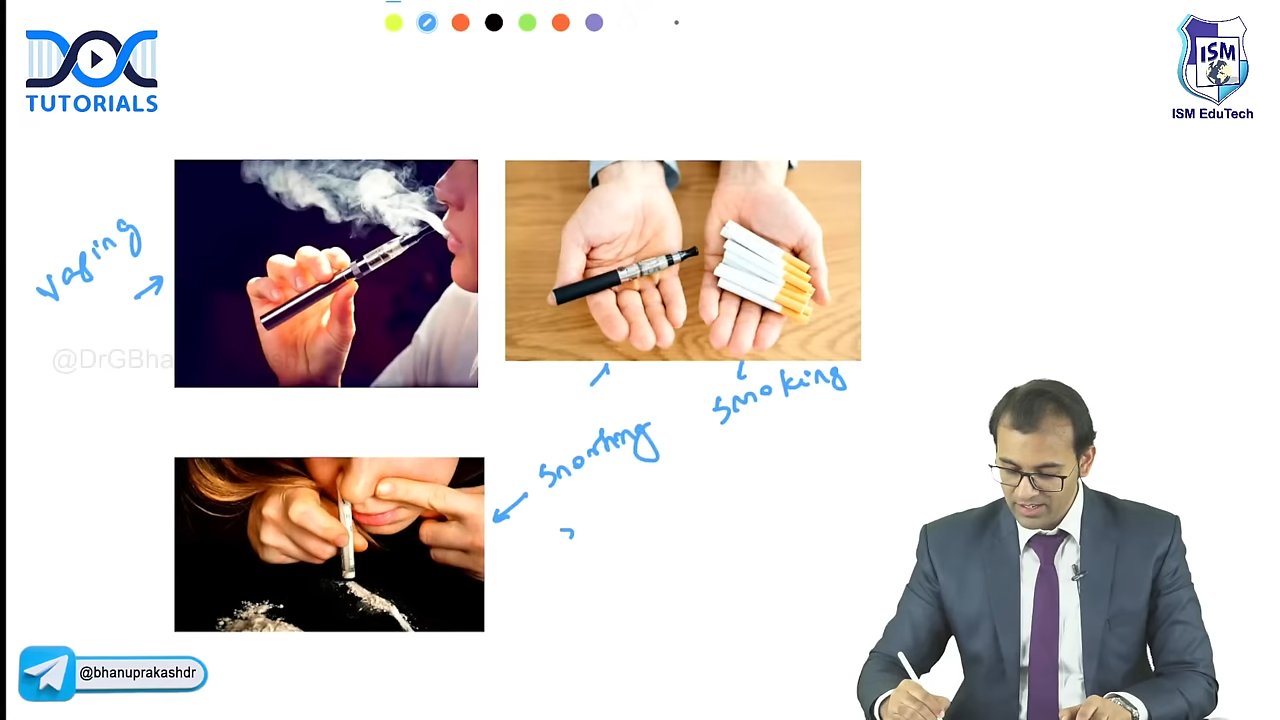 TUTORIALS
ISM
ISM EduTech
vaping
@DrGBha
smoking
snorting
@bhanuprakashdr